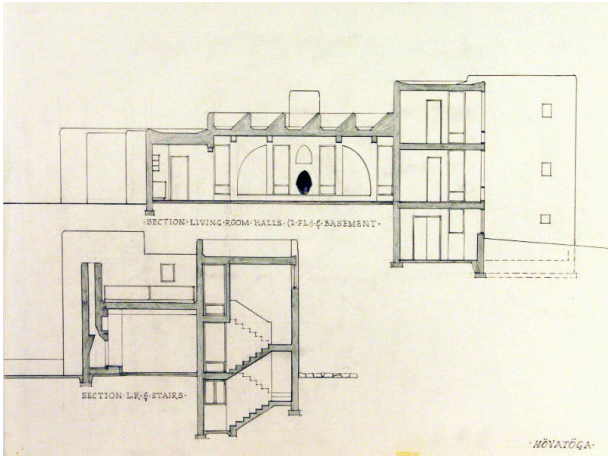 ·SECTION·LIVING·ROOM·HALLS·(2·FL.)·&·BASEMENT·
SECTION·L.R·&·STAIRS·
·HÖVATÖGA·